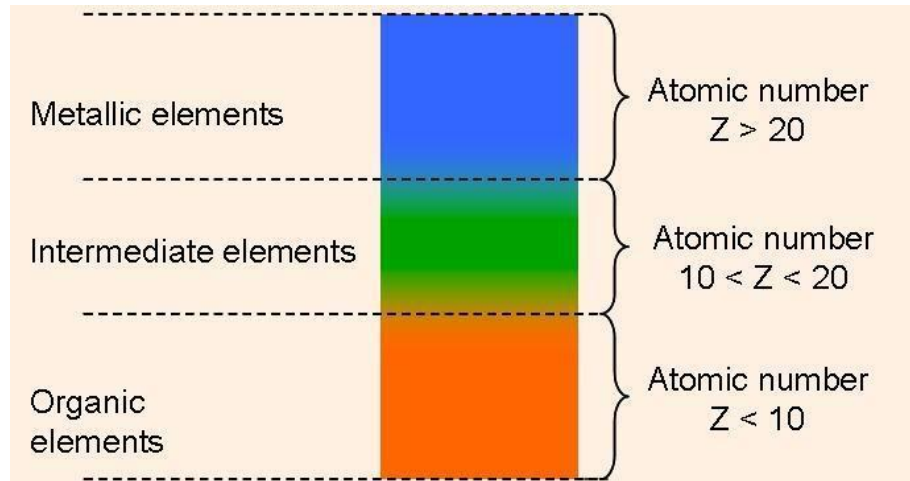 Metallic elements
Atomic number
Z > 20
Intermediate elements
Atomic number
10 < Z < 20
Organic
elements
Atomic number
Z < 10